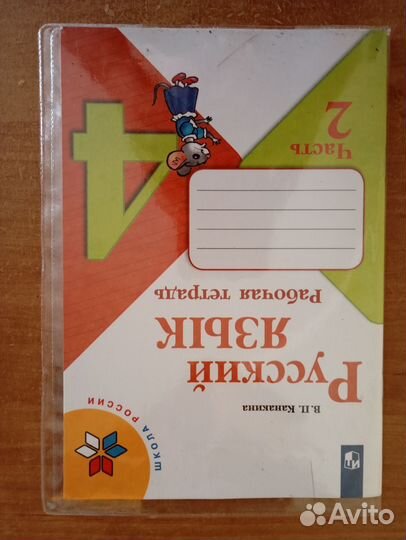 В.П. Канакина
ШКОЛА РОССИИ
Русский
ЯЗЫК
Рабочая тетрадь
4
Часть
2
Avito